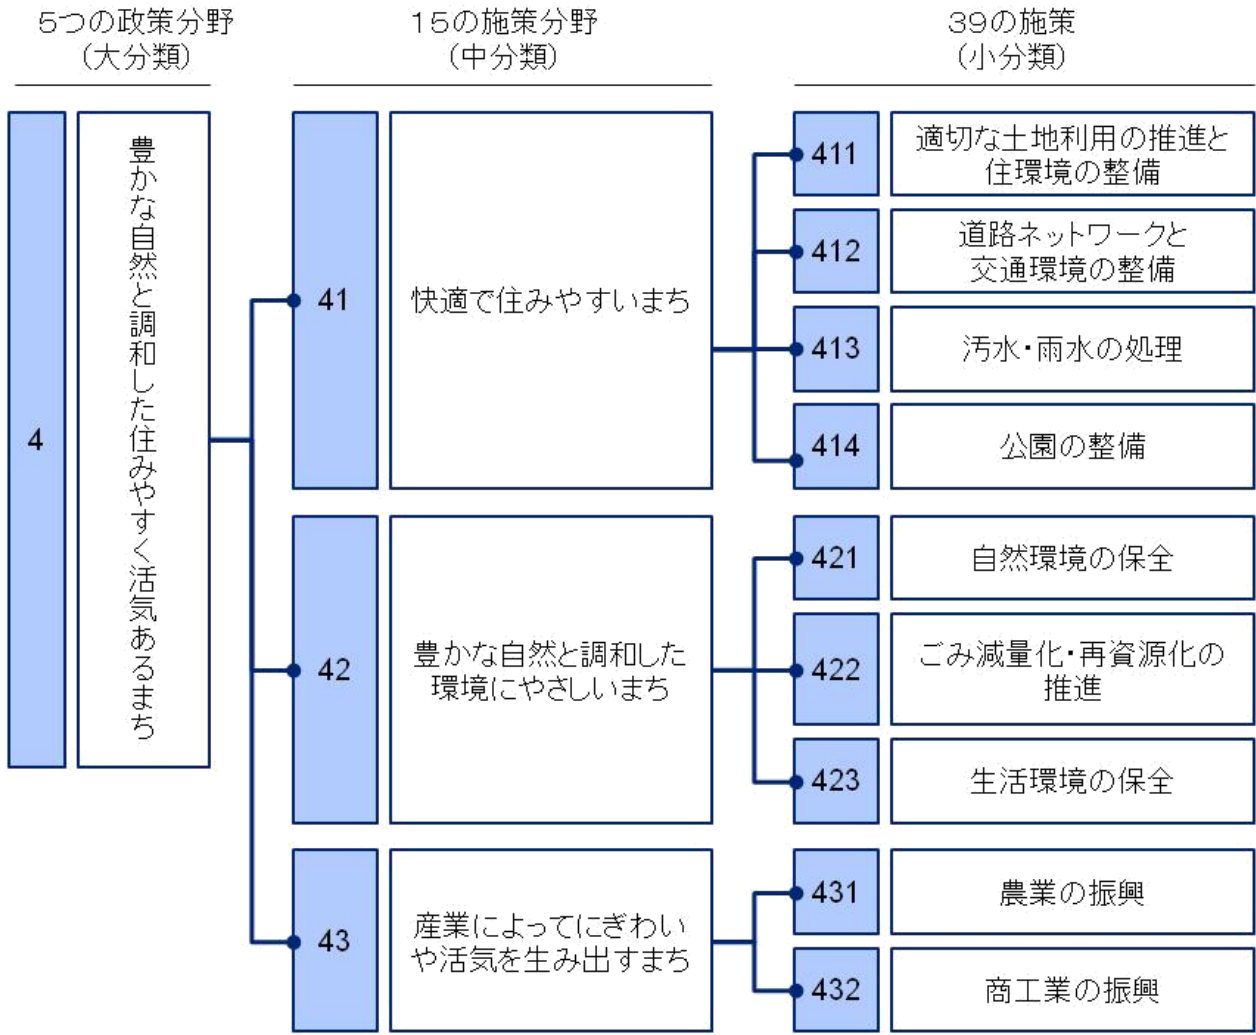 5つの政策分野
(大分類)
15の施策分野
(中分類)
39の施策
(小分類)
4
豊かな自然と調和した住みやすく活気あるまち
41
快適で住みやすいまち
411
適切な土地利用の推進と
住環境の整備
412
道路ネットワークと
交通環境の整備
413
汚水・雨水の処理
414
公園の整備
42
豊かな自然と調和した
環境にやさしいまち
421
自然環境の保全
422
ごみ減量化・再資源化の
推進
423
生活環境の保全
43
産業によってにぎわい
や活気を生み出すまち
431
農業の振興
432
商工業の振興